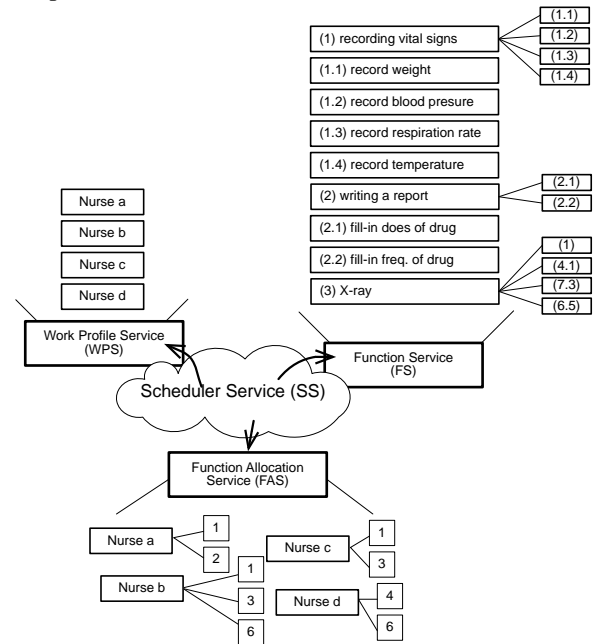 (1) recording vital signs
(1.1)
(1.2)
(1.3)
(1.4)
(1.1) record weight
(1.2) record blood presure
(1.3) record respiration rate
(1.4) record temperature
(2) writing a report
(2.1)
(2.2)
(2.1) fill-in does of drug
(2.2) fill-in freq. of drug
(3) X-ray
(1)
(4.1)
(7.3)
(6.5)
Nurse a
Nurse b
Nurse c
Nurse d
Work Profile Service
(WPS)
Function Service
(FS)
Scheduler Service (SS)
Function Allocation
Service (FAS)
Nurse a
1
2
Nurse c
1
3
Nurse b
1
3
6
Nurse d
4
6